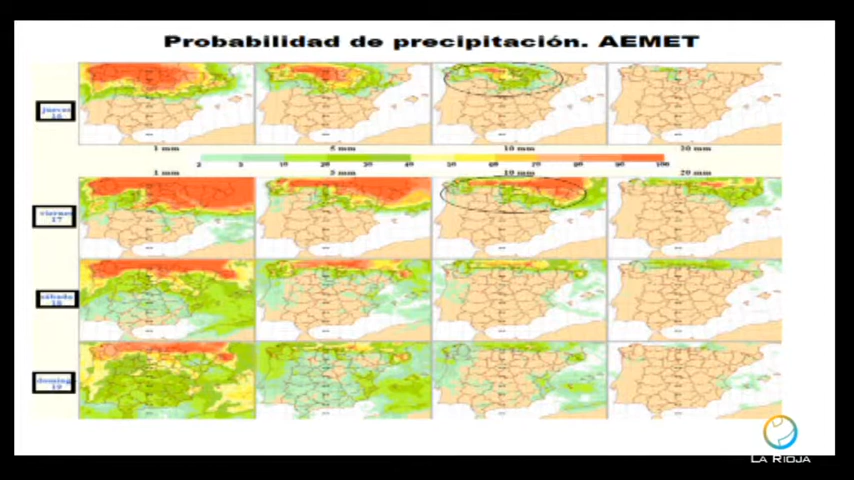 Probabilidad de precipitación. AEMET
jueves
16
1 mm 5 mm 10 mm 20 mm
2 5 10 20 30 40 50 60 70 80 90 100
1 mm 5 mm 10 mm 20 mm
viernes
17
sábado
18
doming
19
LA RIOJA